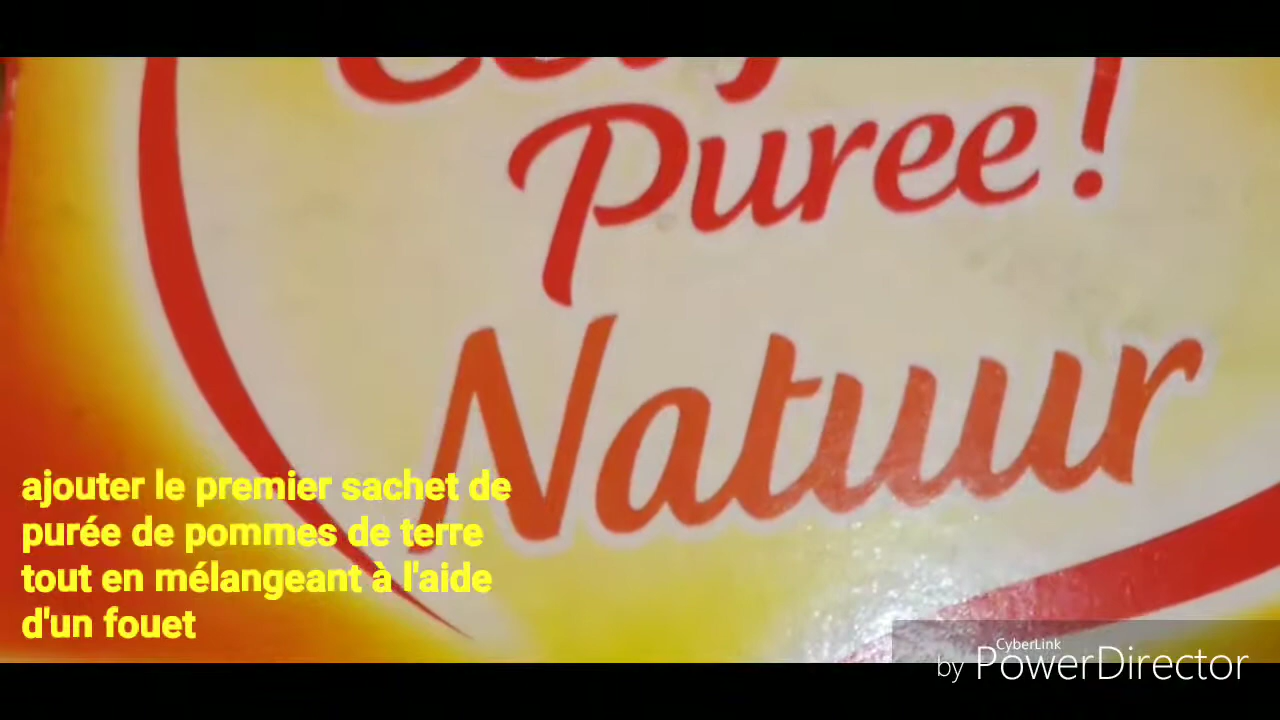 Puree!
Natuur
ajouter le premier sachet de
purée de pommes de terre
tout en mélangeant à l'aide
d'un fouet
CyberLink
by PowerDirector